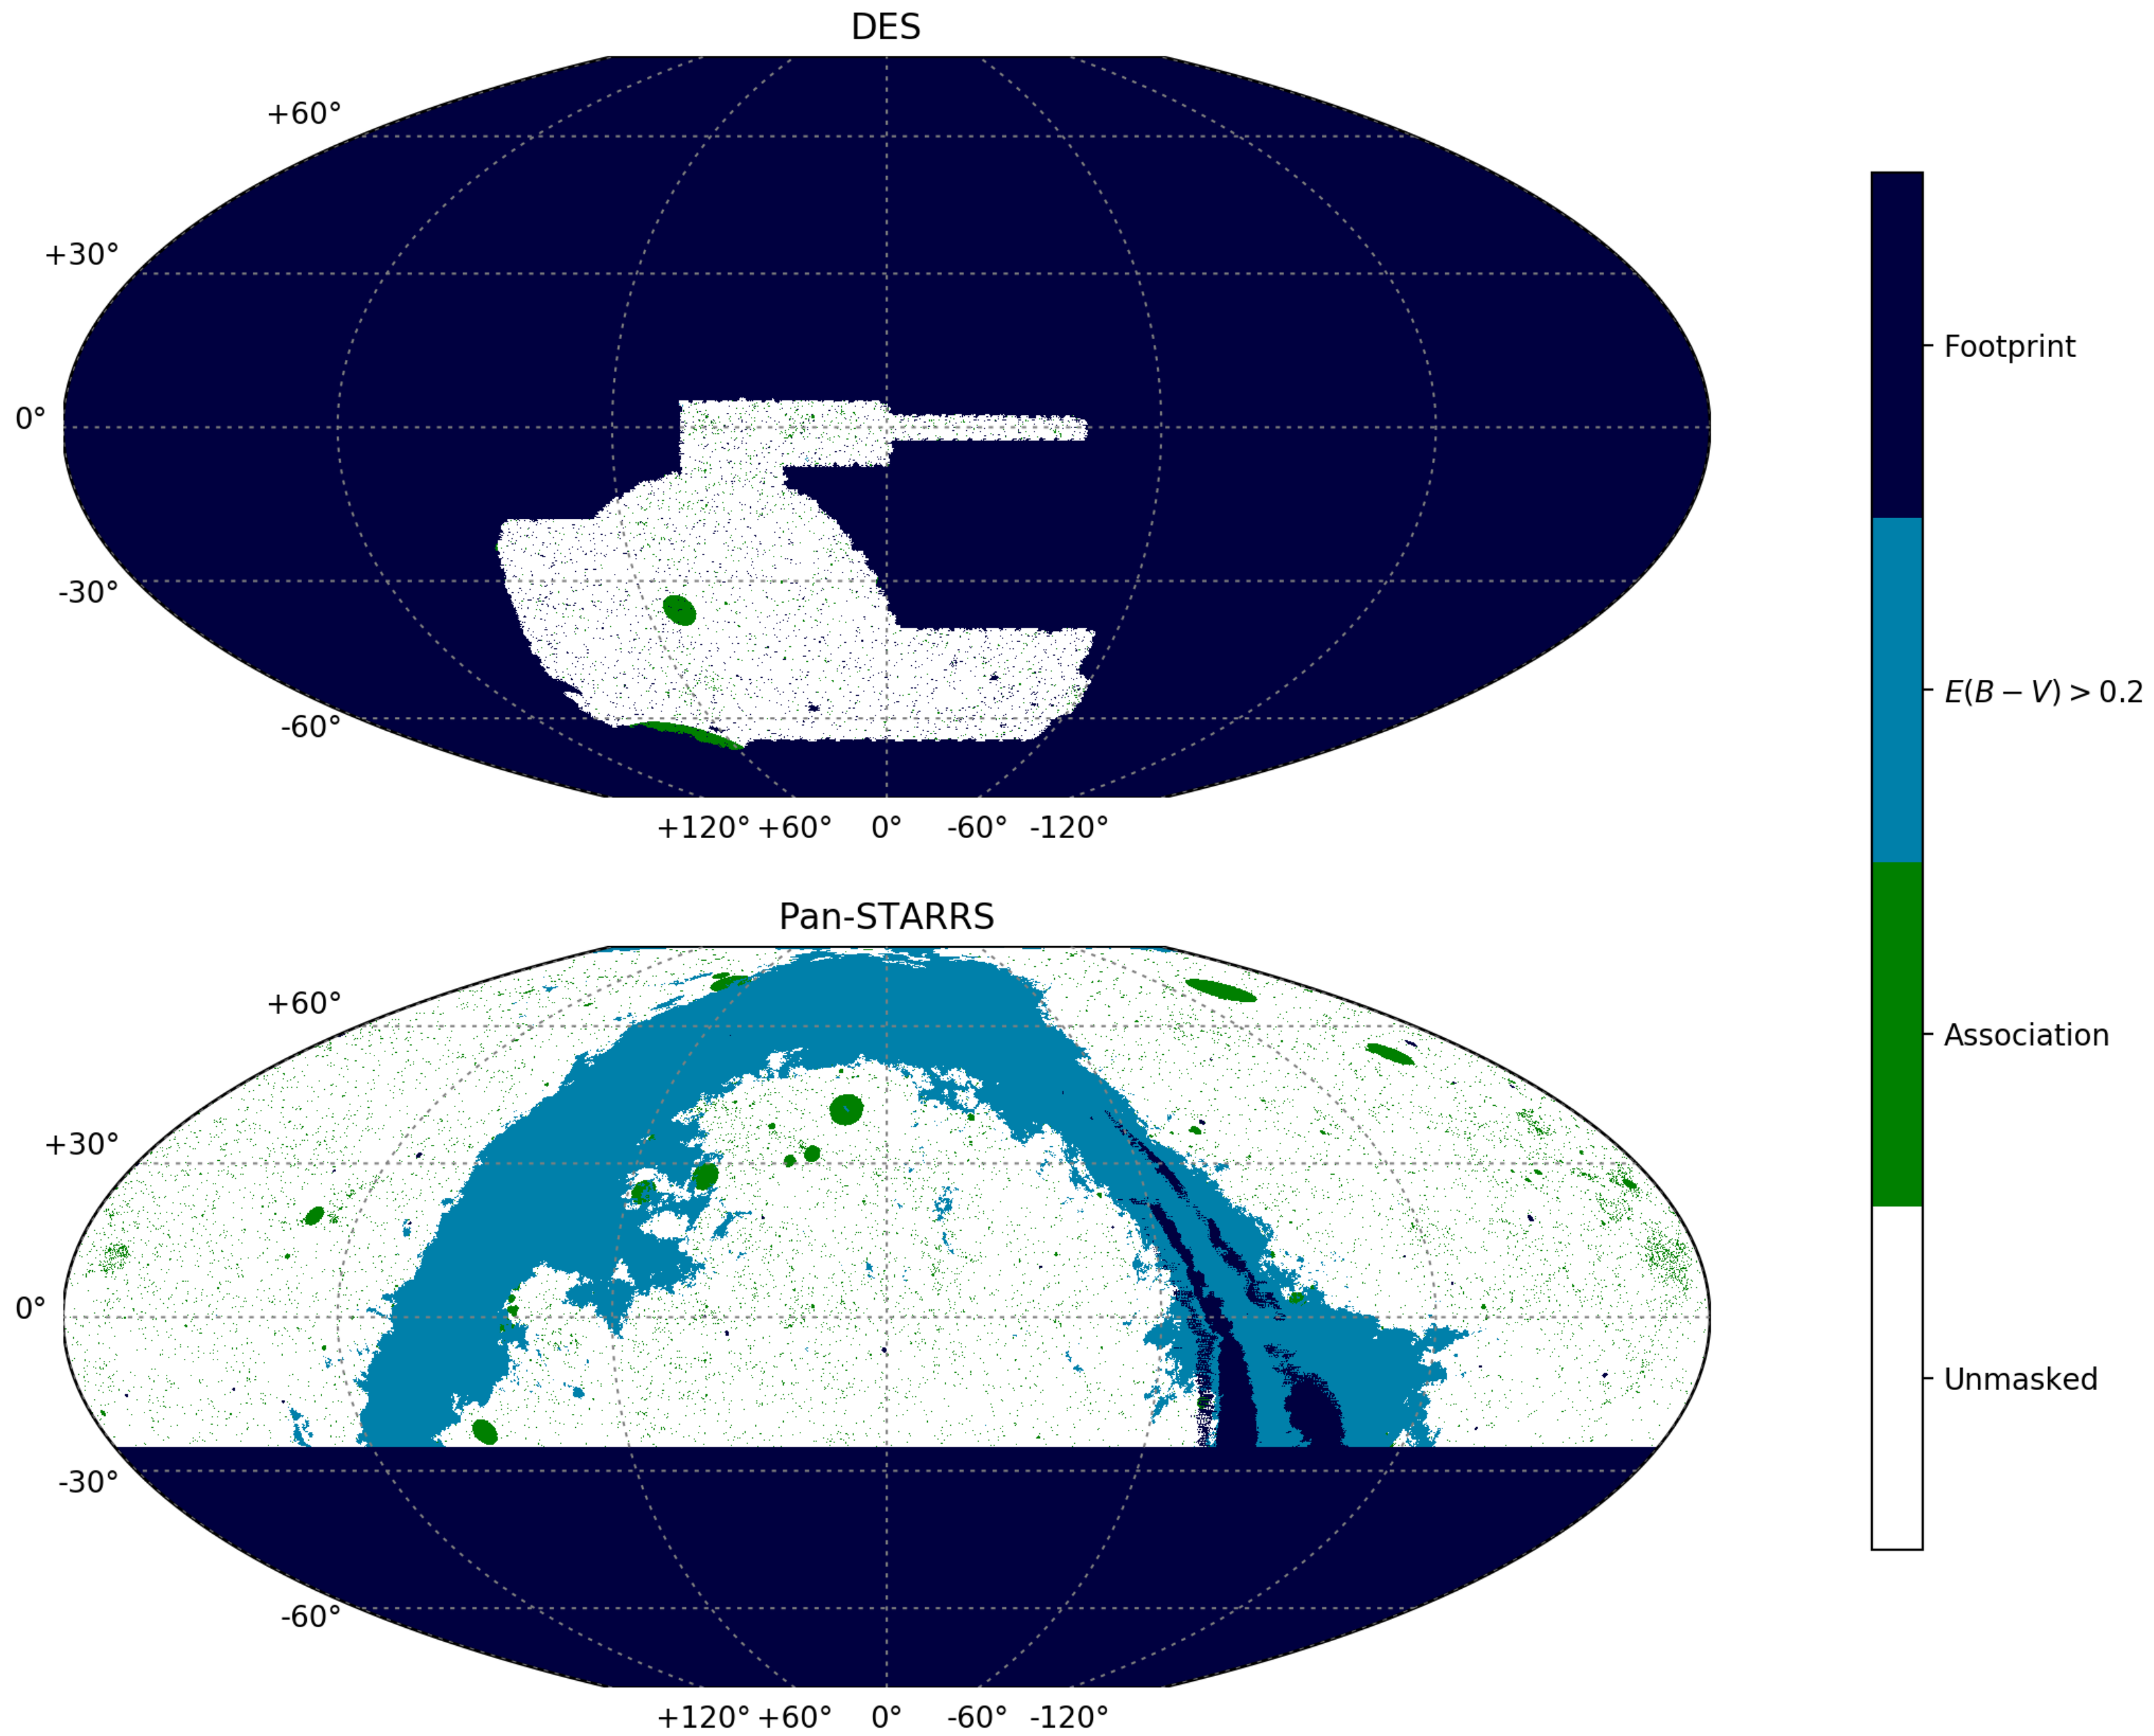 DES
+60°
+30°
0°
-30°
-60°
+120° +60° 0° -60° -120°
Pan-STARRS
+60°
+30°
0°
-30°
-60°
+120° +60° 0° -60° -120°
Footprint
E(B − V) > 0.2
Association
Unmasked